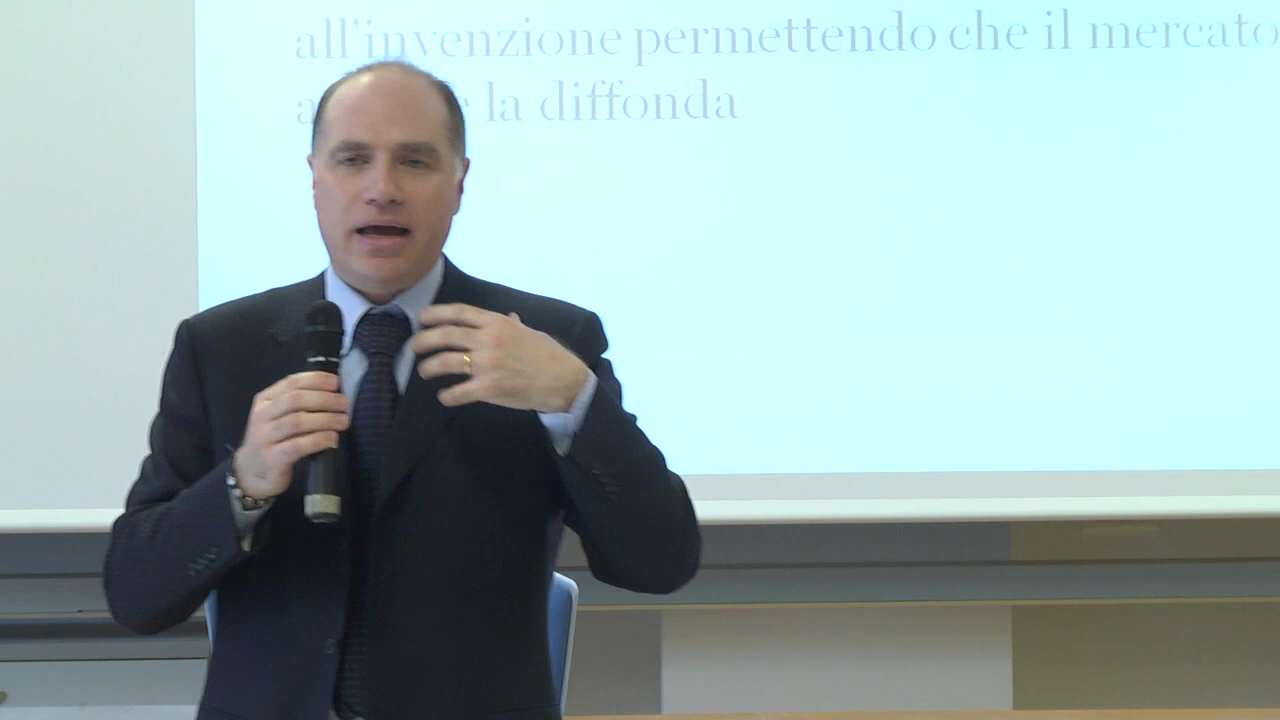 all'invenzione permettendo che il mercato
la diffonda